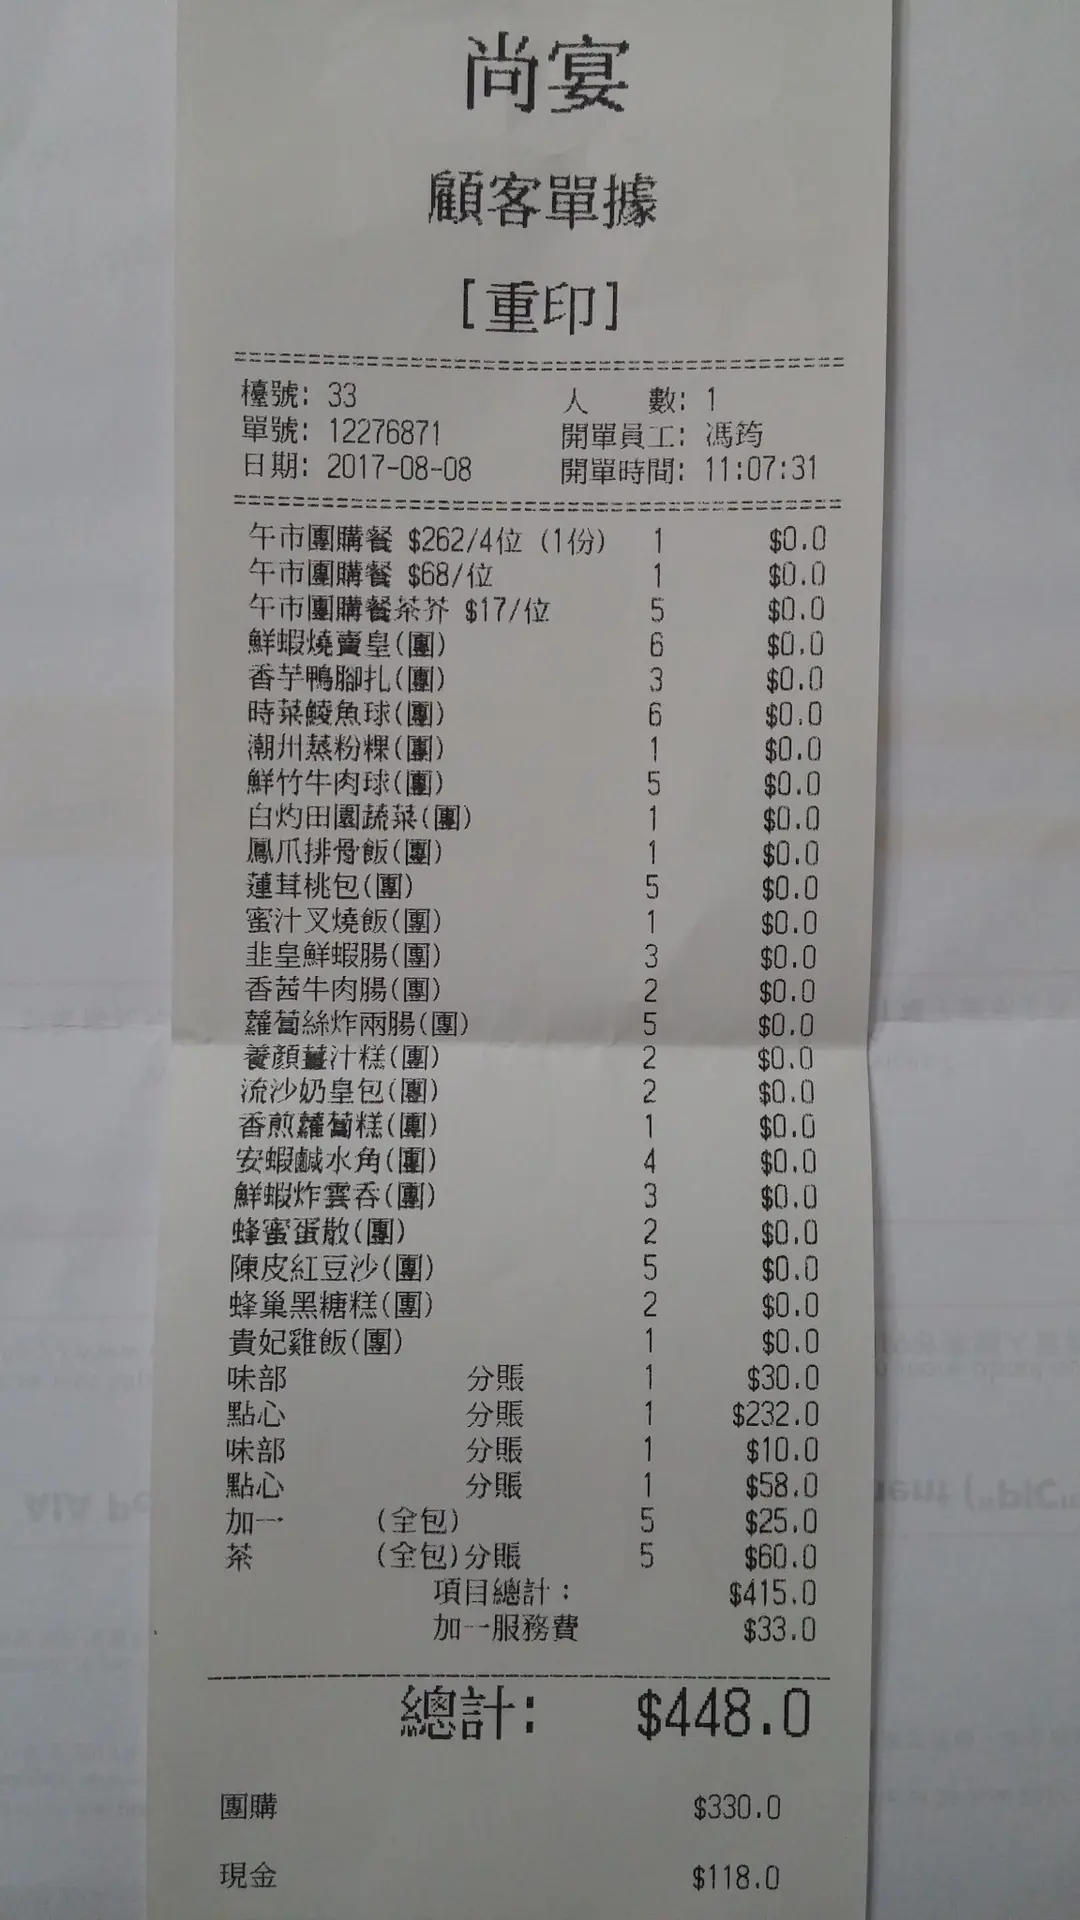 尚宴
顧客單據
[重印]
檯號: 33 人 數: 1
單號: 12276871 開單員工: 馮筠
日期: 2017-08-08 開單時間: 11:07:31
午市團購餐 $262/4位 (1份) 1 $0.0
午市團購餐 $68/位 1 $0.0
午市團購餐茶芥 $17/位 5 $0.0
鮮蝦燒賣皇(團) 6 $0.0
香芋鴨腳扎(團) 3 $0.0
時菜鯪魚球(團) 6 $0.0
潮州蒸粉粿(團) 1 $0.0
鮮竹牛肉球(團) 5 $0.0
白灼田園蔬菜(團) 1 $0.0
鳳爪排骨飯(團) 1 $0.0
蓮茸桃包(團) 5 $0.0
蜜汁叉燒飯(團) 1 $0.0
韭皇鮮蝦腸(團) 3 $0.0
香茜牛肉腸(團) 2 $0.0
蘿蔔絲炸兩腸(團) 5 $0.0
養顏薑汁糕(團) 2 $0.0
流沙奶皇包(團) 2 $0.0
香煎蘿蔔糕(團) 1 $0.0
安蝦鹹水角(團) 4 $0.0
鮮蝦炸雲吞(團) 3 $0.0
蜂蜜蛋散(團) 2 $0.0
陳皮紅豆沙(團) 5 $0.0
蜂巢黑糖糕(團) 2 $0.0
貴妃雞飯(團) 1 $0.0
味部 分賬 1 $30.0
點心 分賬 1 $232.0
味部 分賬 1 $10.0
點心 分賬 1 $58.0
加一 (全包) 5 $25.0
茶 (全包)分賬 5 $60.0
項目總計: $415.0
加一服務費 $33.0
總計: $448.0
團購 $330.0
現金 $118.0